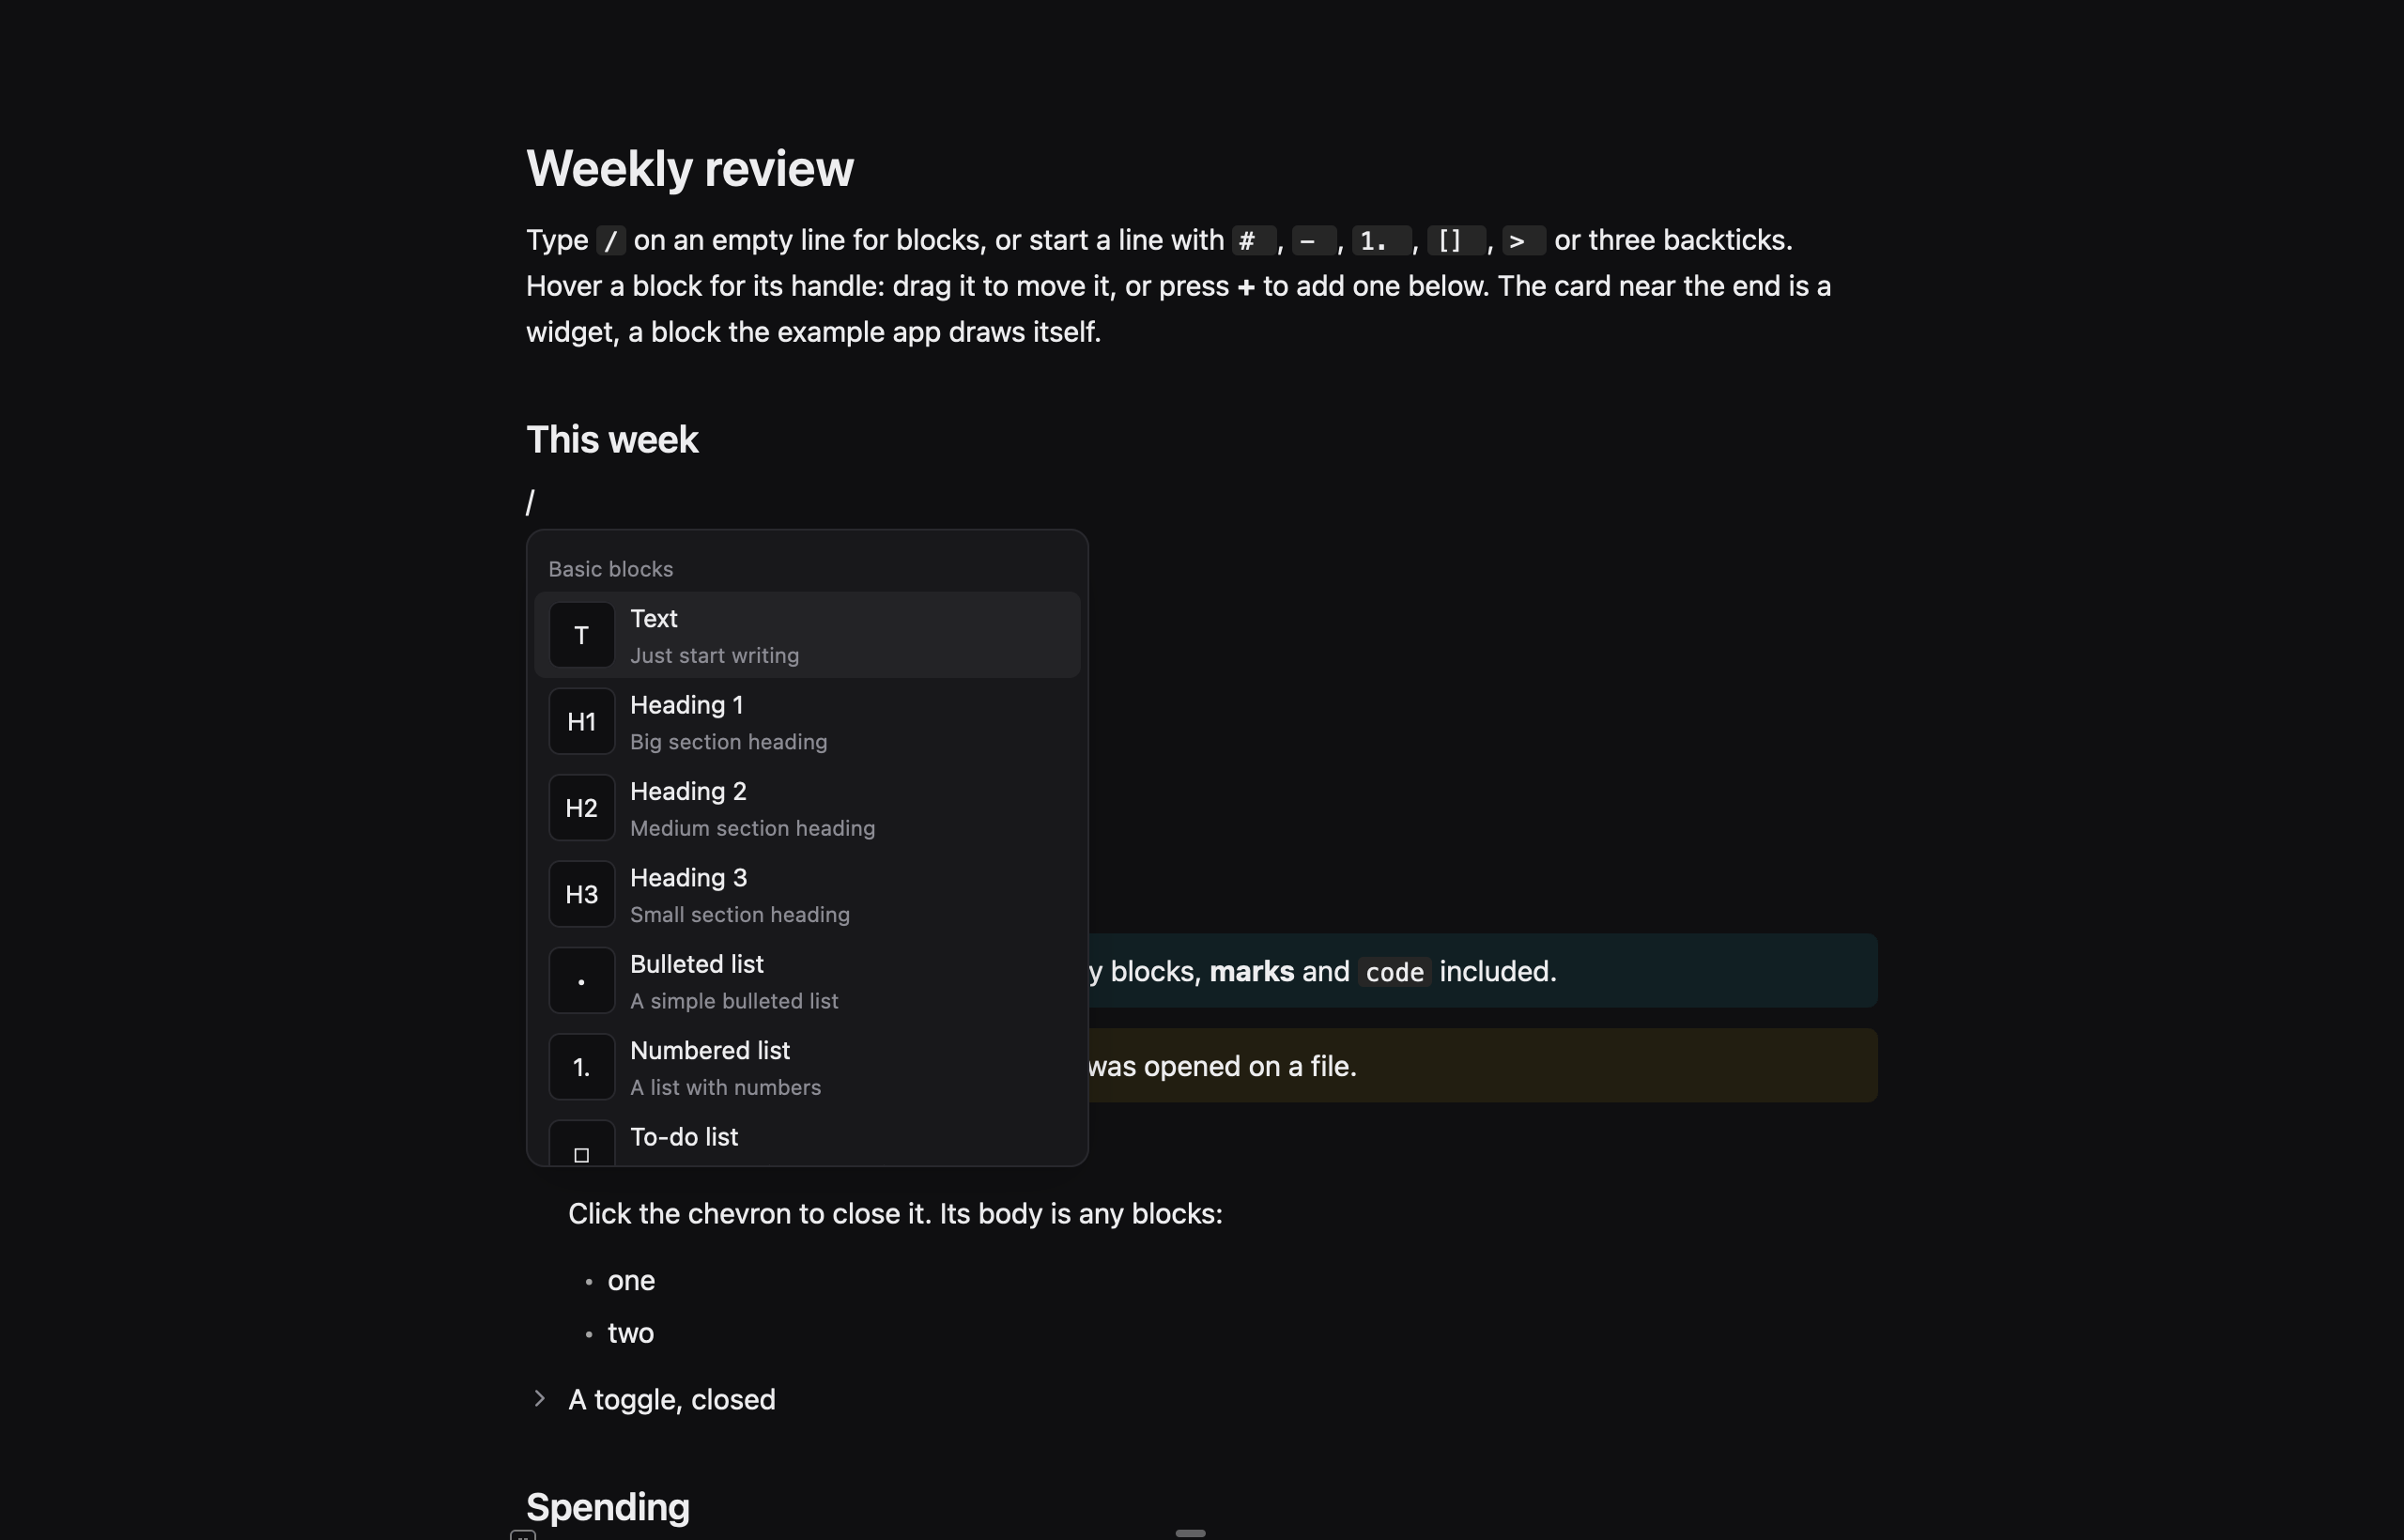 Weekly review
Type / on an empty line for blocks, or start a line with #, -, 1., [], > or three backticks.
Hover a block for its handle: drag it to move it, or press + to add one below. The card near the end is a
widget, a block the example app draws itself.
This week
/
Basic blocks
T
Text
Just start writing
H1
Heading 1
Big section heading
H2
Heading 2
Medium section heading
H3
Heading 3
Small section heading
Bulleted list
A simple bulleted list
1.
Numbered list
A list with numbers
To-do list
y blocks, marks and code included.
was opened on a file.
Click the chevron to close it. Its body is any blocks:
• one
• two
A toggle, closed
Spending